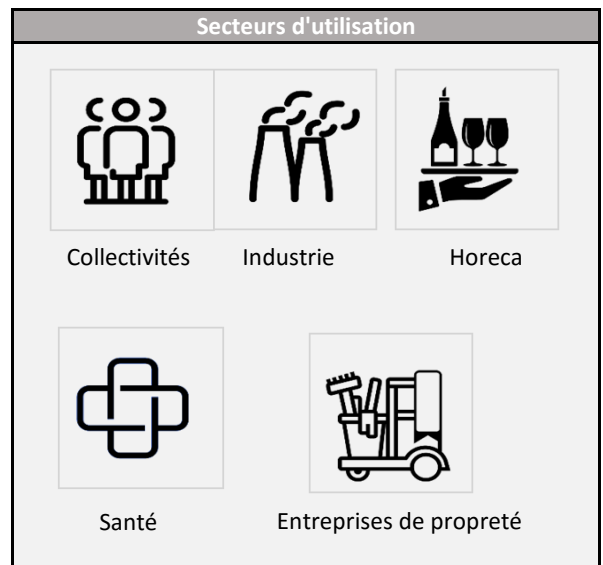 Secteurs d'utilisation
Collectivités Industrie Horeca
Santé Entreprises de propreté